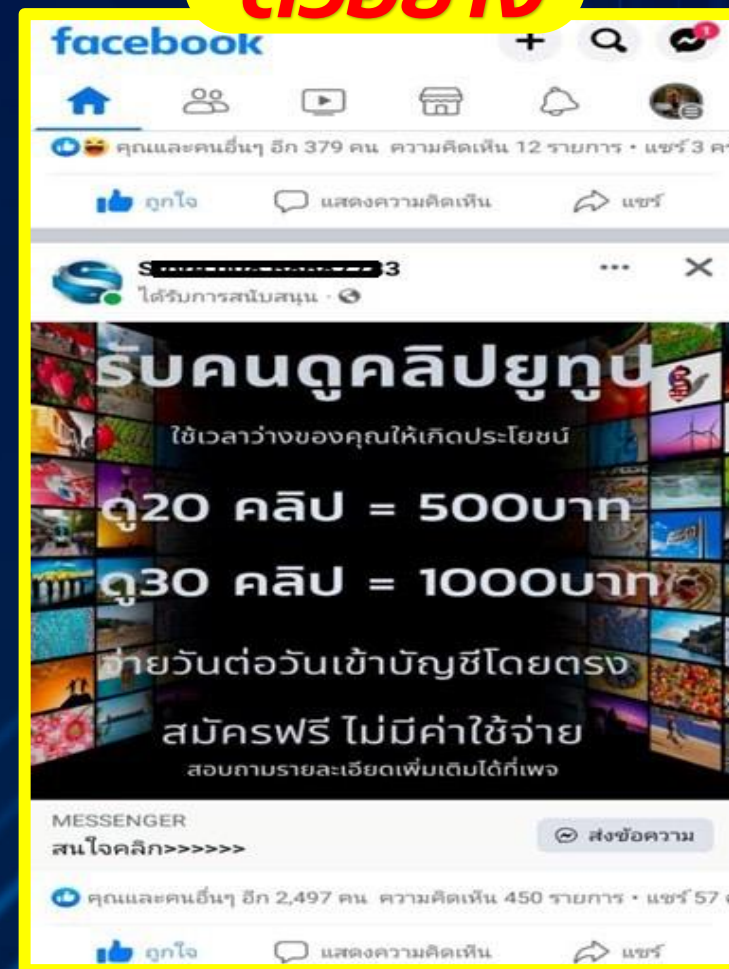 ตัวอย่าง
facebook
1
คุณและคนอื่นๆ อีก 379 คน ความคิดเห็น 12 รายการ • แชร์ 3
ถูกใจ แสดงความคิดเห็น แชร์
ได้รับการสนับสนุน ·
รับคนดูคลิปยูทูป
ใช้เวลาว่างของคุณให้เกิดประโยชน์
ดู20 คลิป = 500บาท
ดู30 คลิป = 1000บาท
จ่ายวันต่อวันเข้าบัญชีโดยตรง
สมัครฟรี ไม่มีค่าใช้จ่าย
สอบถามรายละเอียดเพิ่มเติมได้ที่เพจ
MESSENGER
สนใจคลิก>>>>>>
ส่งข้อความ
คุณและคนอื่นๆ อีก 2,497 คน ความคิดเห็น 450 รายการ • แชร์ 57
ถูกใจ แสดงความคิดเห็น แชร์